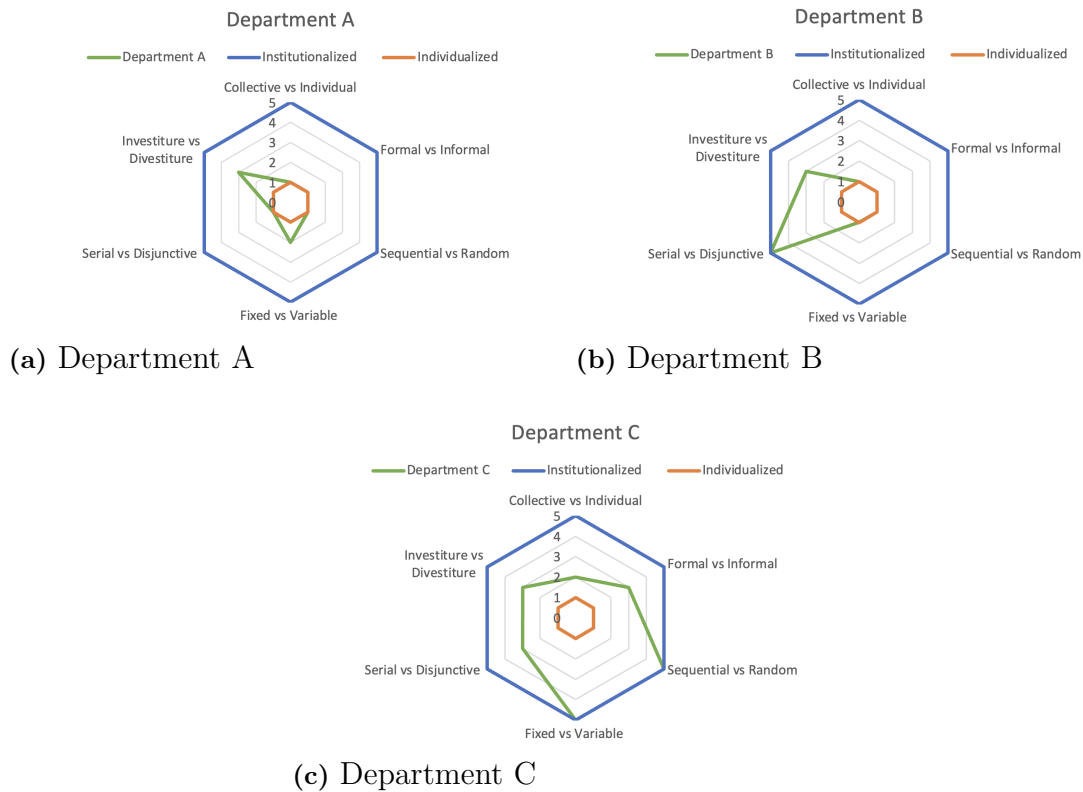 Department A
Department A Institutionalized Individualized
Collective vs Individual
5
4
3
2
1
0
Formal vs Informal
Sequential vs Random
Fixed vs Variable
Serial vs Disjunctive
Investiture vs
Divestiture
(a) Department A
Department B
Department B Institutionalized Individualized
Collective vs Individual
5
4
3
2
1
0
Formal vs Informal
Sequential vs Random
Fixed vs Variable
Serial vs Disjunctive
Investiture vs
Divestiture
(b) Department B
Department C
Department C Institutionalized Individualized
Collective vs Individual
5
4
3
2
1
0
Formal vs Informal
Sequential vs Random
Fixed vs Variable
Serial vs Disjunctive
Investiture vs
Divestiture
(c) Department C